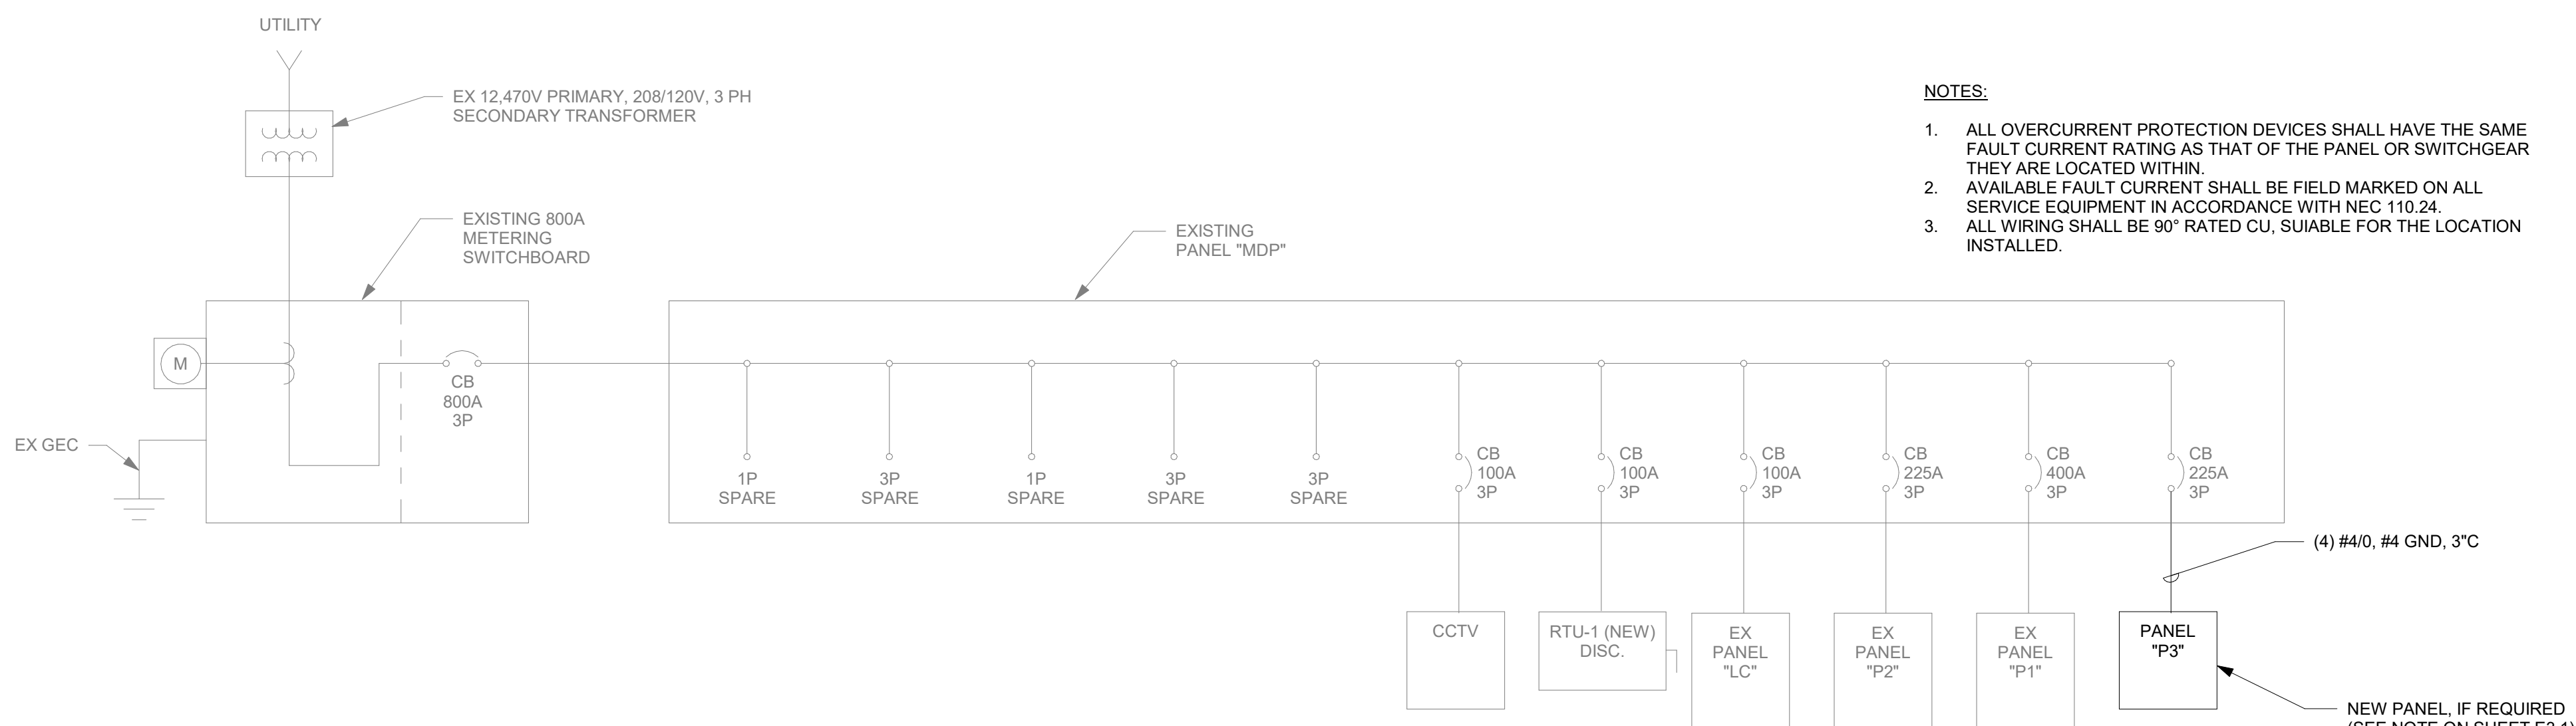 UTILITY
EX 12,470V PRIMARY, 208/120V, 3 PH
SECONDARY TRANSFORMER
NOTES:
1. ALL OVERCURRENT PROTECTION DEVICES SHALL HAVE THE SAME
FAULT CURRENT RATING AS THAT OF THE PANEL OR SWITCHGEAR
THEY ARE LOCATED WITHIN.
2. AVAILABLE FAULT CURRENT SHALL BE FIELD MARKED ON ALL
SERVICE EQUIPMENT IN ACCORDANCE WITH NEC 110.24.
3. ALL WIRING SHALL BE 90° RATED CU, SUIABLE FOR THE LOCATION
INSTALLED.
EXISTING 800A
METERING
SWITCHBOARD
EXISTING
PANEL "MDP"
M
CB
800A
3P
EX GEC
1P
SPARE
3P
SPARE
1P
SPARE
3P
SPARE
3P
SPARE
CB
100A
3P
CB
100A
3P
CB
100A
3P
CB
225A
3P
CB
400A
3P
CB
225A
3P
(4) #4/0, #4 GND, 3"C
CCTV
RTU-1 (NEW)
DISC.
EX
PANEL
"LC"
EX
PANEL
"P2"
EX
PANEL
"P1"
PANEL
"P3"
NEW PANEL, IF REQUIRED
(SEE NOTE ON SHEET